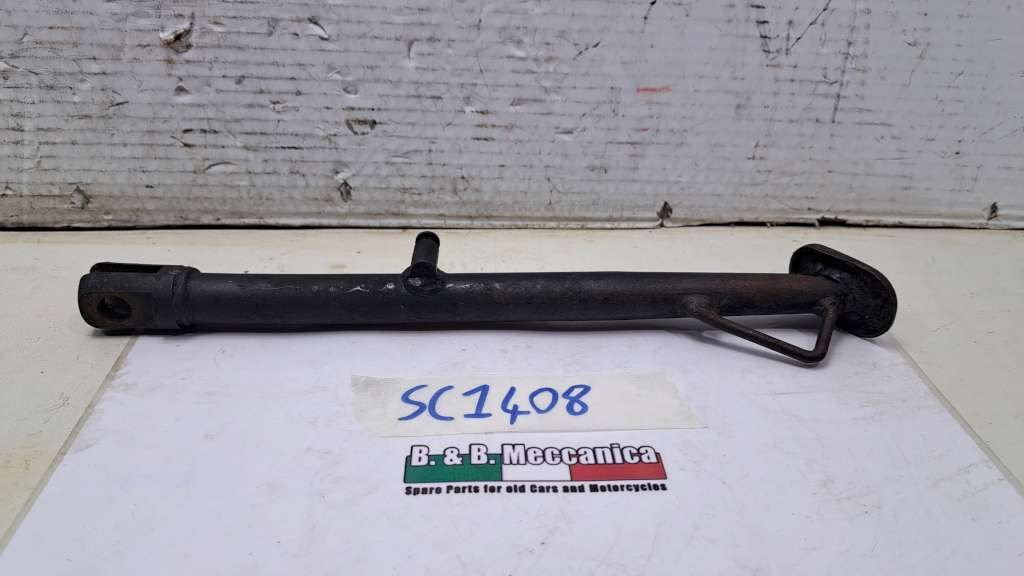 SC1408
B. & B. Meccanica
Spare Parts for old Cars and Motorcycles